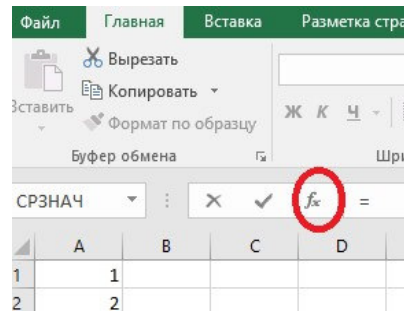 Файл Главная Вставка Разметка стра
Вырезать
Копировать
Вставить
Формат по образцу
Ж К Ч
Буфер обмена
Шри
СРЗНАЧ fx =
A B C D
1 1
2 2